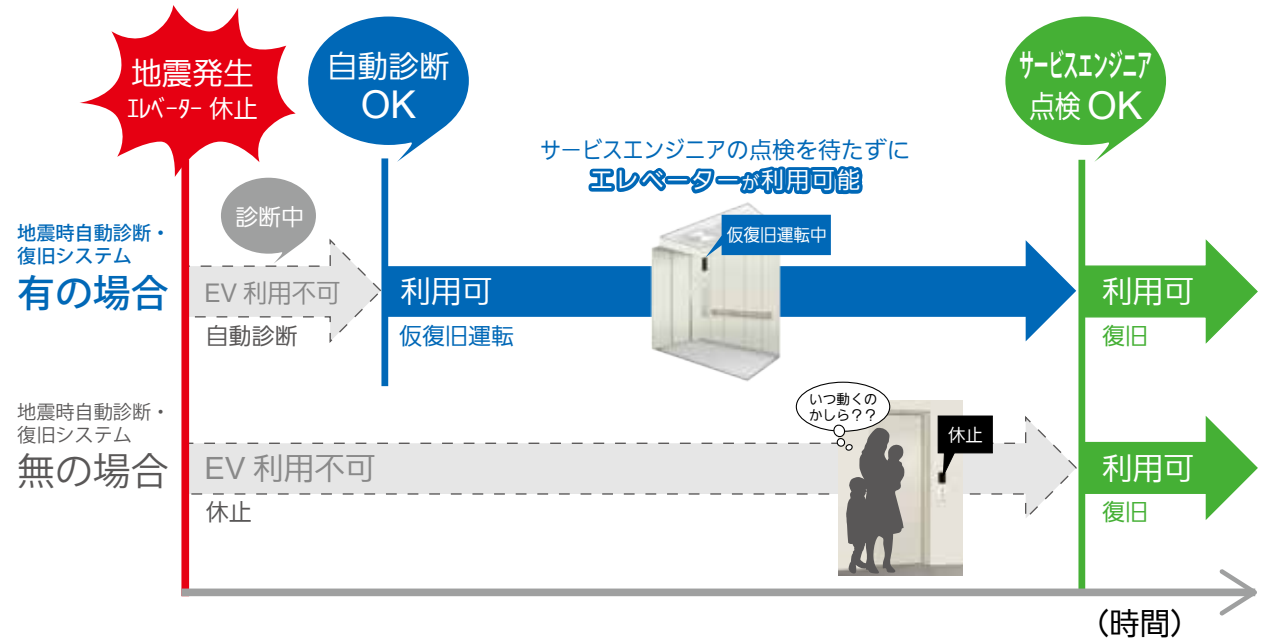 地震発生
エレベーター 休止
自動診断
OK
サービスエンジニア
点検 OK
サービスエンジニアの点検を待たずに
エレベーターが利用可能
診断中
仮復旧運転中
地震時自動診断・
復旧システム
有の場合
EV 利用不可
自動診断
利用可
仮復旧運転
利用可
復旧
いつ動くの
かしら？？
休止
地震時自動診断・
復旧システム
無の場合
EV 利用不可
休止
利用可
復旧
（時間）